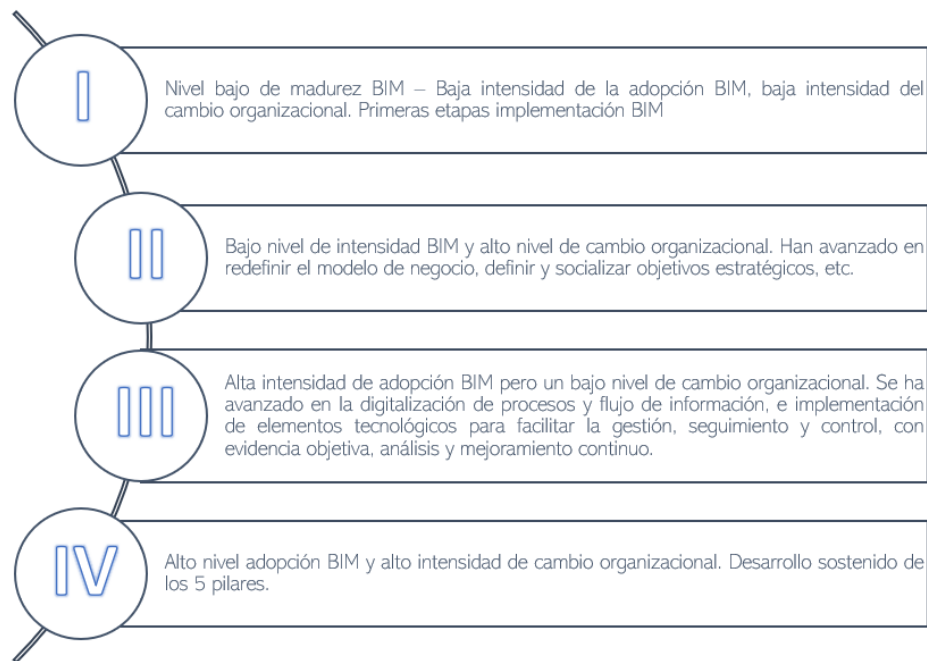 I
Nivel bajo de madurez BIM – Baja intensidad de la adopción BIM, baja intensidad del
cambio organizacional. Primeras etapas implementación BIM
II
Bajo nivel de intensidad BIM y alto nivel de cambio organizacional. Han avanzado en
redefinir el modelo de negocio, definir y socializar objetivos estratégicos, etc.
III
Alta intensidad de adopción BIM pero un bajo nivel de cambio organizacional. Se ha
avanzado en la digitalización de procesos y flujo de información, e implementación
de elementos tecnológicos para facilitar la gestión, seguimiento y control, con
evidencia objetiva, análisis y mejoramiento continuo.
IV
Alto nivel adopción BIM y alto intensidad de cambio organizacional. Desarrollo sostenido de
los 5 pilares.